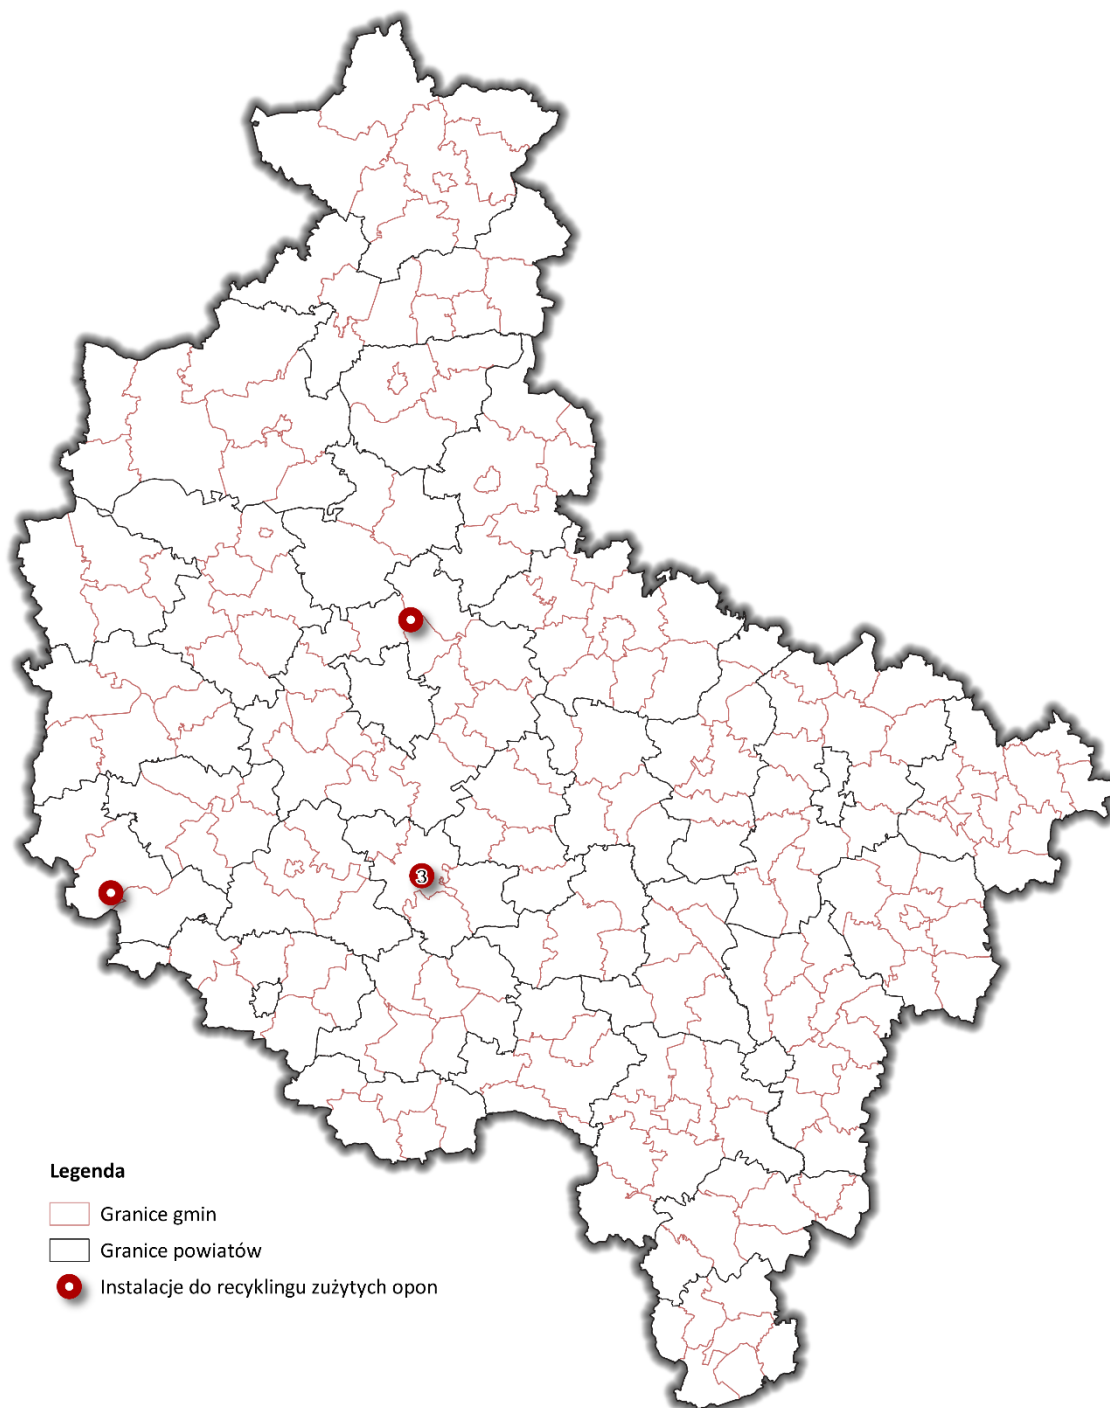 3
Legenda
Granice gmin
Granice powiatów
Instalacje do recyklingu zużytych opon